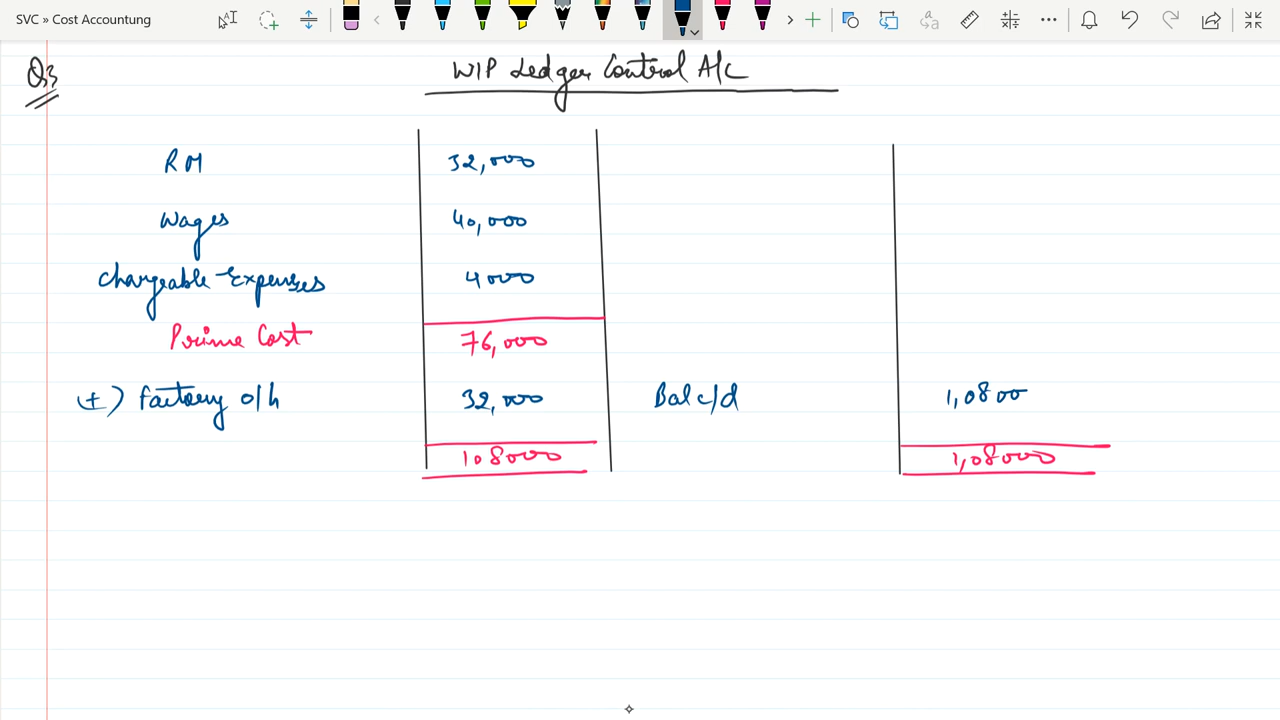 SVC » Cost Accountung
Q3
WIP Ledger Control A/c
RM 32,000
Wages 40,000
Chargeable Expenses 4000
Prime Cost 76,000
(+) Factory o/h 32,000 Bal c/d 1,0800
108000 1,08000